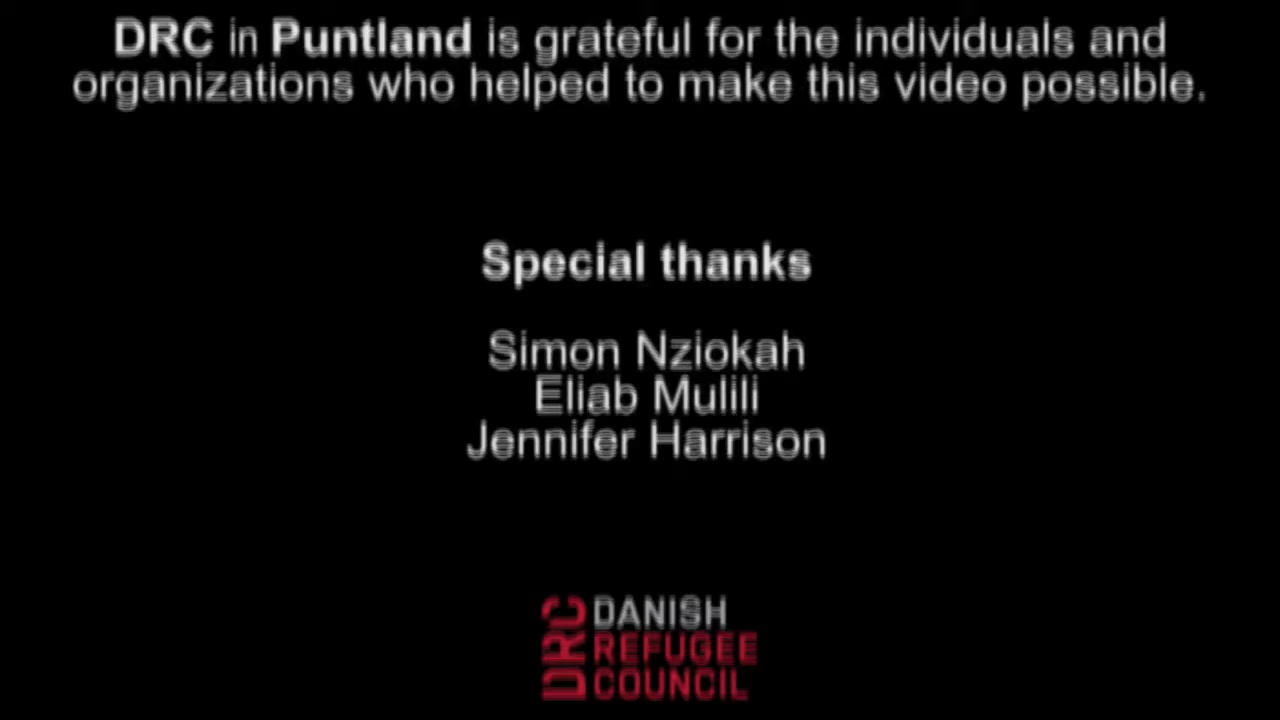 DRC in Puntland is grateful for the individuals and
organizations who helped to make this video possible.
Special thanks
Simon Nziokah
Eliab Mulili
Jennifer Harrison
DRC
DANISH
REFUGEE
COUNCIL